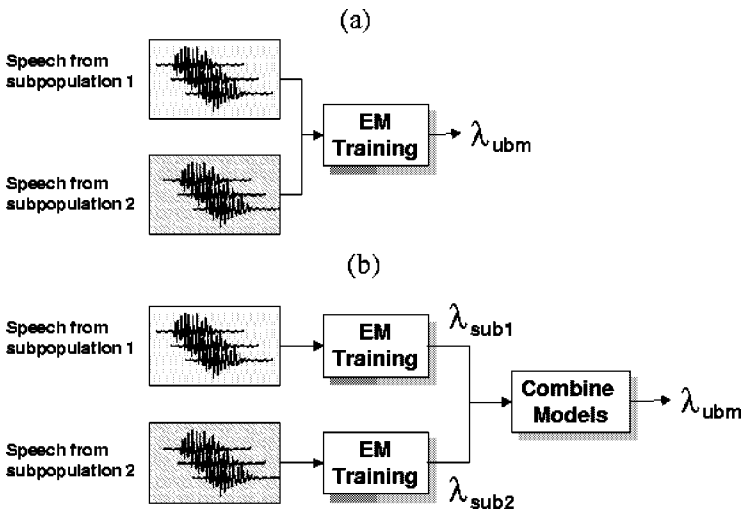 (a)
Speech from
subpopulation 1
EM
Training
λubm
Speech from
subpopulation 2
(b)
Speech from
subpopulation 1
EM
Training
λsub1
Combine
Models
λubm
Speech from
subpopulation 2
EM
Training
λsub2